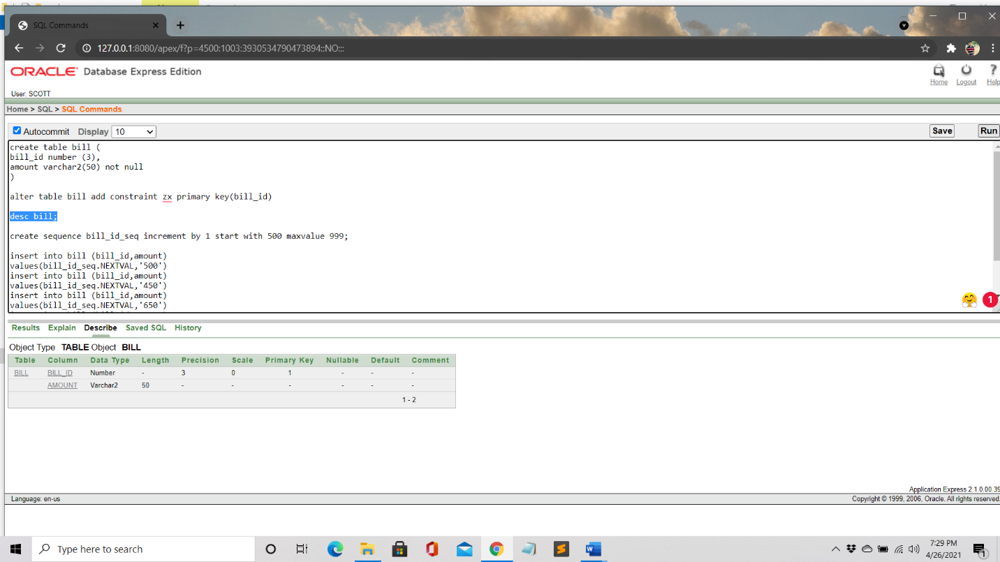 SQL Commands
127.0.0.1:8080/apex/f?p=4500:1003:3930534790473894::NO:::
ORACLE Database Express Edition
Home Logout Help
User: SCOTT
Home > SQL > SQL Commands
Autocommit Display 10 Save Run
create table bill (
bill_id number (3),
amount varchar2(50) not null
)
alter table bill add constraint zx primary key(bill_id)
desc bill;
create sequence bill_id_seq increment by 1 start with 500 maxvalue 999;
insert into bill (bill_id,amount)
values(bill_id_seq.NEXTVAL,'500')
insert into bill (bill_id,amount)
values(bill_id_seq.NEXTVAL,'450')
insert into bill (bill_id,amount)
values(bill_id_seq.NEXTVAL,'650')
1
Results Explain Describe Saved SQL History
Object Type TABLE Object BILL
Table Column Data Type Length Precision Scale Primary Key Nullable Default Comment
BILL BILL_ID Number - 3 0 1 - - -
AMOUNT Varchar2 50 - - - - - -
1 - 2
Application Express 2.1.0.00.39
Language: en-us Copyright © 1999, 2006, Oracle. All rights reserved.
Type here to search
7:29 PM
4/26/2021
1